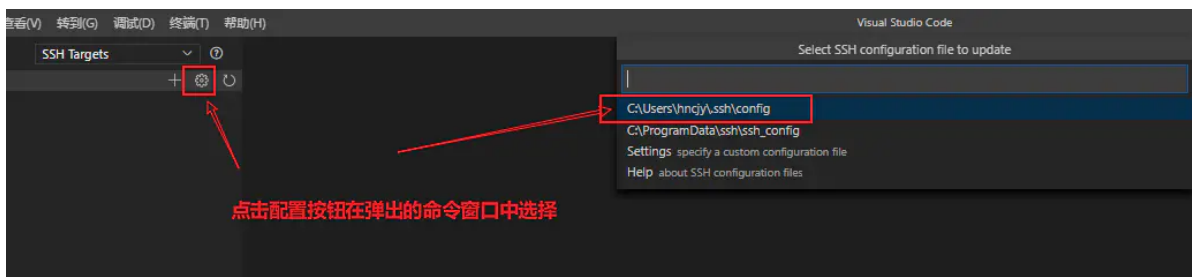 查看(V) 转到(G) 调试(D) 终端(T) 帮助(H) Visual Studio Code
SSH Targets
Select SSH configuration file to update
C:\Users\hncjy\.ssh\config
C:\ProgramData\ssh\ssh_config
Settings specify a custom configuration file
Help about SSH configuration files
点击配置按钮在弹出的命令窗口中选择